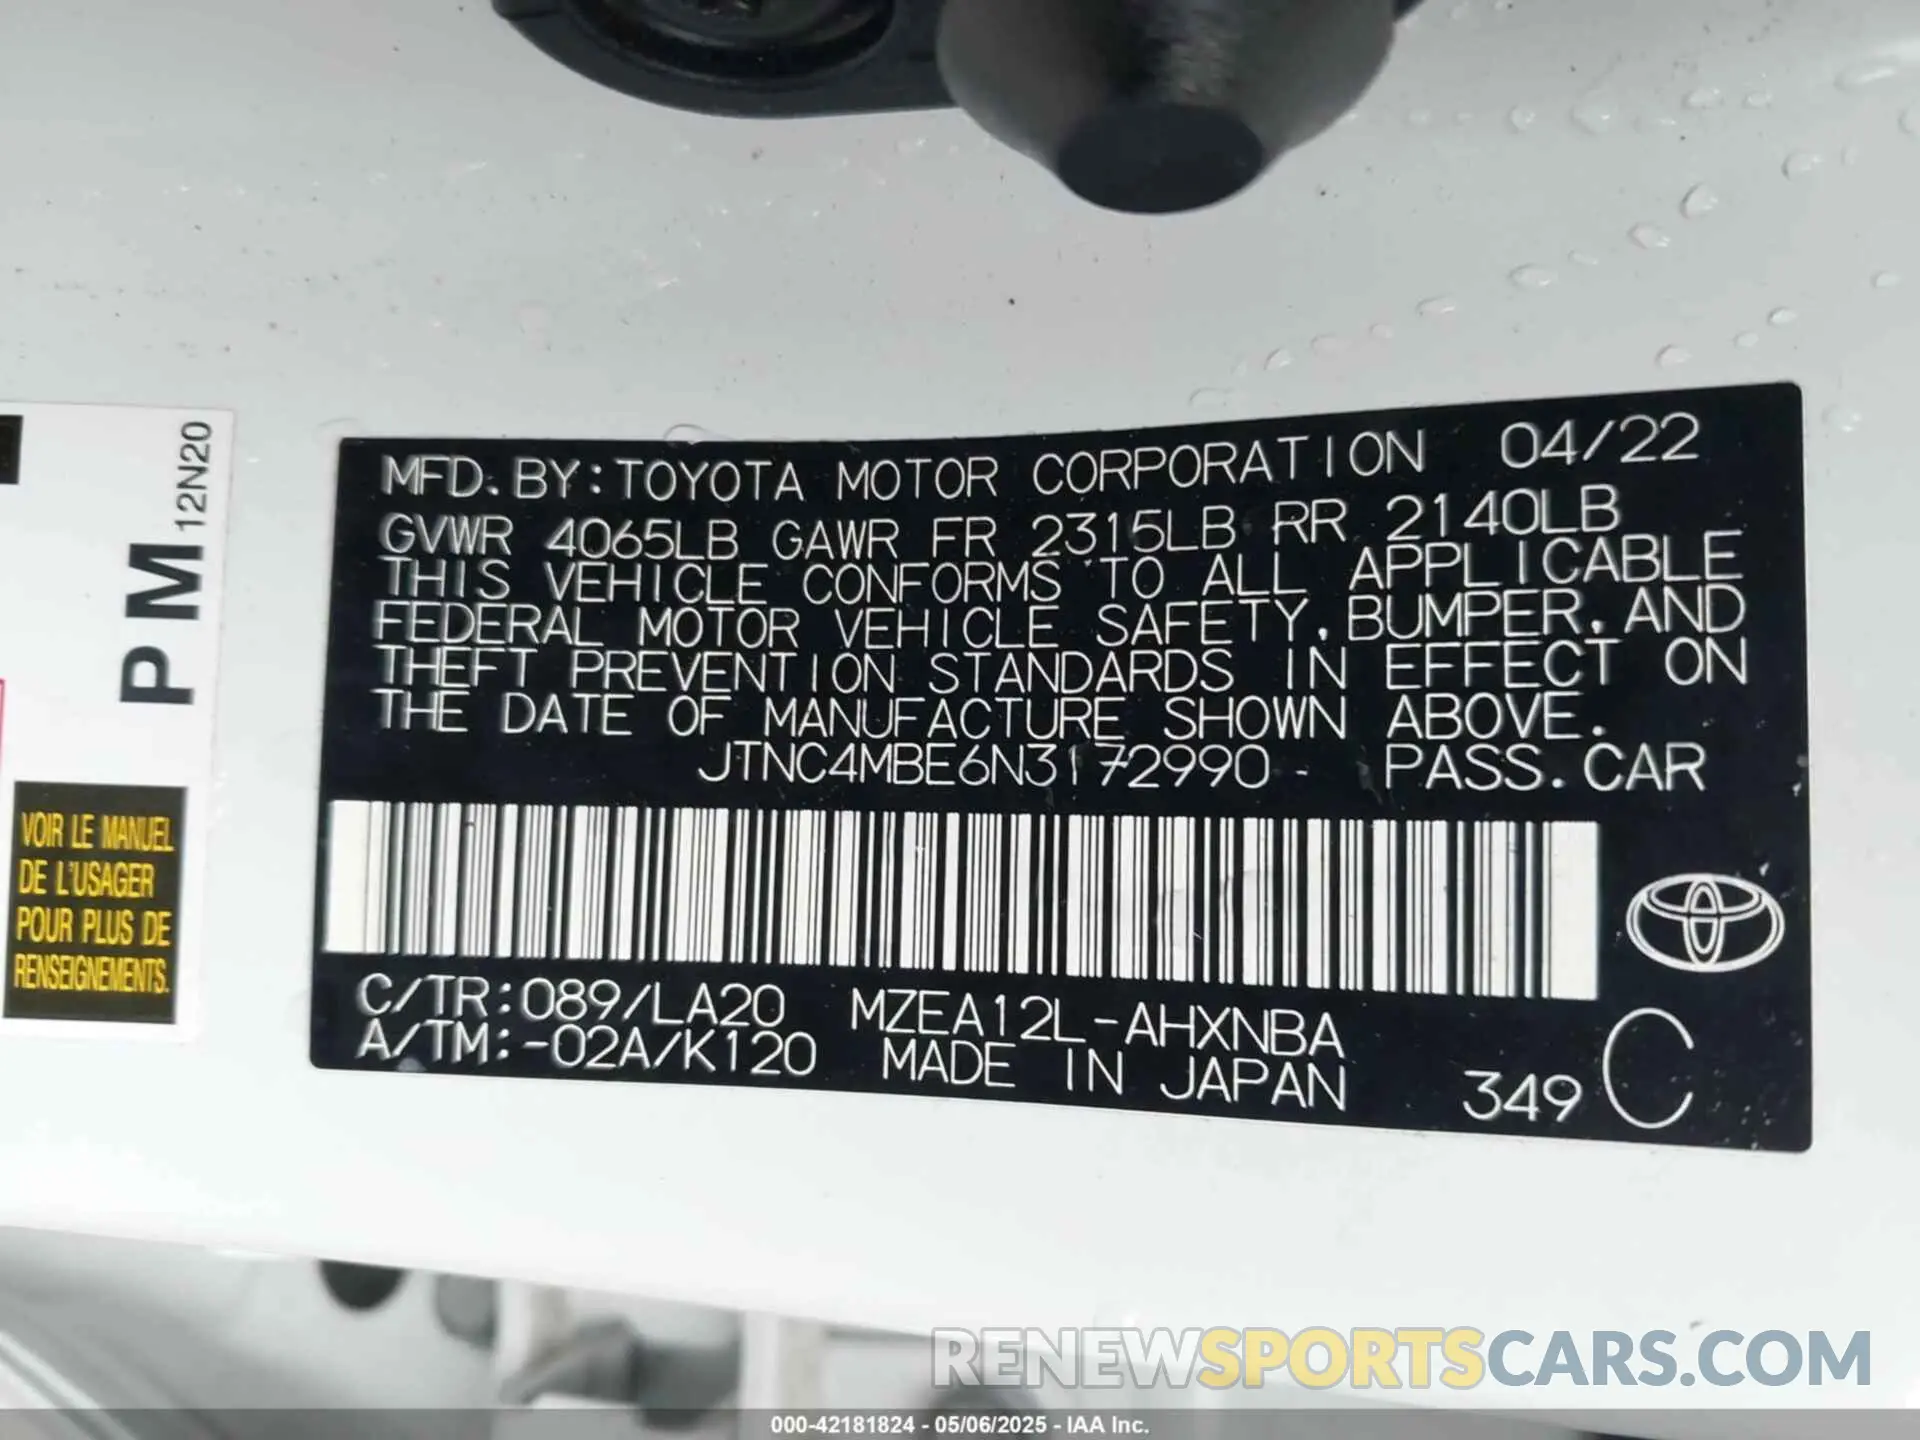 MFD. BY: TOYOTA MOTOR CORPORATION 04/22
GVWR 4065LB GAWR FR 2315LB RR 2140LB
THIS VEHICLE CONFORMS TO ALL APPLICABLE
FEDERAL MOTOR VEHICLE SAFETY, BUMPER, AND
THEFT PREVENTION STANDARDS IN EFFECT ON
THE DATE OF MANUFACTURE SHOWN ABOVE.
JTNC4MBE6N3172990 PASS. CAR
C/TR:089/LA20 MZEA12L-AHXNBA
A/TM:-02A/K120 MADE IN JAPAN 349 C
PM 12N20
VOIR LE MANUEL
DE L'USAGER
POUR PLUS DE
RENSEIGNEMENTS.
RENEWSPORTSCARS.COM
000-42181824 - 05/06/2025 - IAA Inc.